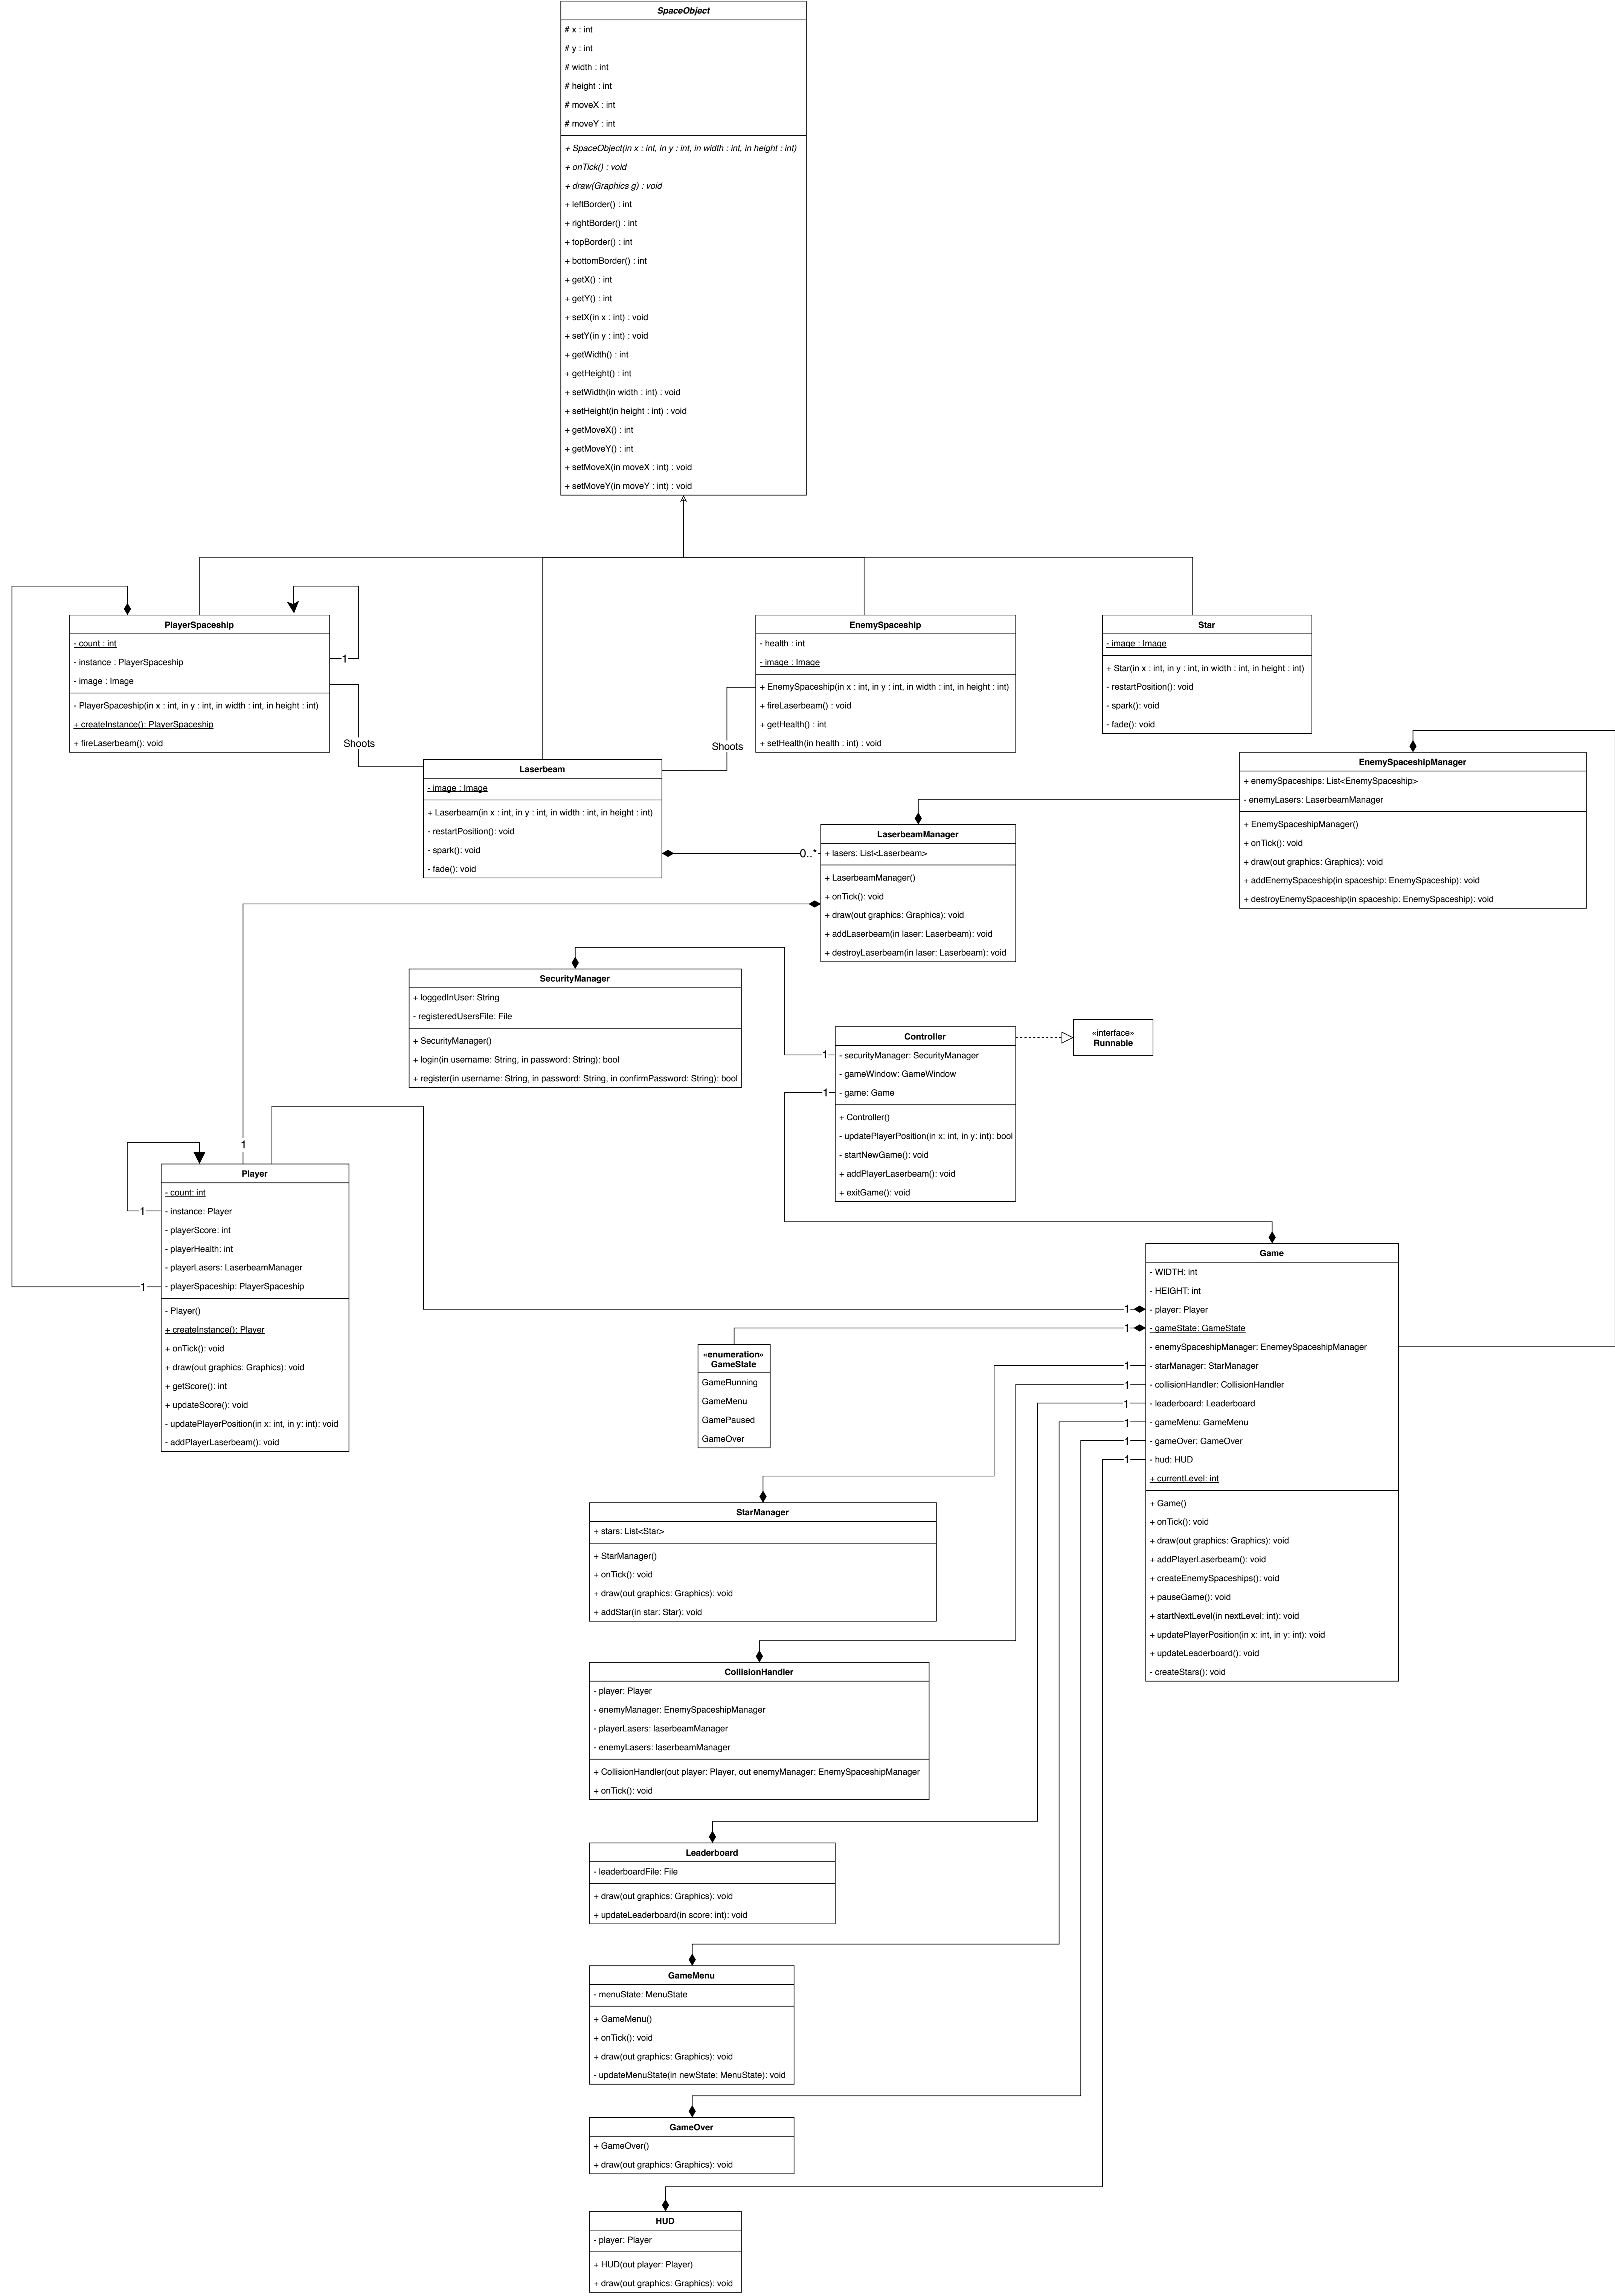 SpaceObject
# x : int
# y : int
# width : int
# height : int
# moveX : int
# moveY : int
+ SpaceObject(in x : int, in y : int, in width : int, in height : int)
+ onTick() : void
+ draw(Graphics g) : void
+ leftBorder() : int
+ rightBorder() : int
+ topBorder() : int
+ bottomBorder() : int
+ getX() : int
+ getY() : int
+ setX(in x : int) : void
+ setY(in y : int) : void
+ getWidth() : int
+ getHeight() : int
+ setWidth(in width : int) : void
+ setHeight(in height : int) : void
+ getMoveX() : int
+ getMoveY() : int
+ setMoveX(in moveX : int) : void
+ setMoveY(in moveY : int) : void
PlayerSpaceship
- count : int
- instance : PlayerSpaceship
- image : Image
- PlayerSpaceship(in x : int, in y : int, in width : int, in height : int)
+ createInstance(): PlayerSpaceship
+ fireLaserbeam(): void
1
Shoots
EnemySpaceship
- health : int
- image : Image
+ EnemySpaceship(in x : int, in y : int, in width : int, in height : int)
+ fireLaserbeam() : void
+ getHealth() : int
+ setHealth(in health : int) : void
Shoots
Star
- image : Image
+ Star(in x : int, in y : int, in width : int, in height : int)
- restartPosition(): void
- spark(): void
- fade(): void
Laserbeam
- image : Image
+ Laserbeam(in x : int, in y : int, in width : int, in height : int)
- restartPosition(): void
- spark(): void
- fade(): void
0..*
EnemySpaceshipManager
+ enemySpaceships: List<EnemySpaceship>
- enemyLasers: LaserbeamManager
+ EnemySpaceshipManager()
+ onTick(): void
+ draw(out graphics: Graphics): void
+ addEnemySpaceship(in spaceship: EnemySpaceship): void
+ destroyEnemySpaceship(in spaceship: EnemySpaceship): void
LaserbeamManager
+ lasers: List<Laserbeam>
+ LaserbeamManager()
+ onTick(): void
+ draw(out graphics: Graphics): void
+ addLaserbeam(in laser: Laserbeam): void
+ destroyLaserbeam(in laser: Laserbeam): void
SecurityManager
+ loggedInUser: String
- registeredUsersFile: File
+ SecurityManager()
+ login(in username: String, in password: String): bool
+ register(in username: String, in password: String, in confirmPassword: String): bool
Controller
- securityManager: SecurityManager
- gameWindow: GameWindow
- game: Game
+ Controller()
- updatePlayerPosition(in x: int, in y: int): bool
- startNewGame(): void
+ addPlayerLaserbeam(): void
+ exitGame(): void
1
1
«interface»
Runnable
1
Player
- count: int
- instance: Player
- playerScore: int
- playerHealth: int
- playerLasers: LaserbeamManager
- playerSpaceship: PlayerSpaceship
- Player()
+ createInstance(): Player
+ onTick(): void
+ draw(out graphics: Graphics): void
+ getScore(): int
+ updateScore(): void
- updatePlayerPosition(in x: int, in y: int): void
- addPlayerLaserbeam(): void
1
1
Game
- WIDTH: int
- HEIGHT: int
- player: Player
- gameState: GameState
- enemySpaceshipManager: EnemeySpaceshipManager
- starManager: StarManager
- collisionHandler: CollisionHandler
- leaderboard: Leaderboard
- gameMenu: GameMenu
- gameOver: GameOver
- hud: HUD
+ currentLevel: int
+ Game()
+ onTick(): void
+ draw(out graphics: Graphics): void
+ addPlayerLaserbeam(): void
+ createEnemySpaceships(): void
+ pauseGame(): void
+ startNextLevel(in nextLevel: int): void
+ updatePlayerPosition(in x: int, in y: int): void
+ updateLeaderboard(): void
- createStars(): void
1
1
1
1
1
1
1
1
«enumeration»
GameState
GameRunning
GameMenu
GamePaused
GameOver
StarManager
+ stars: List<Star>
+ StarManager()
+ onTick(): void
+ draw(out graphics: Graphics): void
+ addStar(in star: Star): void
CollisionHandler
- player: Player
- enemyManager: EnemySpaceshipManager
- playerLasers: laserbeamManager
- enemyLasers: laserbeamManager
+ CollisionHandler(out player: Player, out enemyManager: EnemySpaceshipManager
+ onTick(): void
Leaderboard
- leaderboardFile: File
+ draw(out graphics: Graphics): void
+ updateLeaderboard(in score: int): void
GameMenu
- menuState: MenuState
+ GameMenu()
+ onTick(): void
+ draw(out graphics: Graphics): void
- updateMenuState(in newState: MenuState): void
GameOver
+ GameOver()
+ draw(out graphics: Graphics): void
HUD
- player: Player
+ HUD(out player: Player)
+ draw(out graphics: Graphics): void